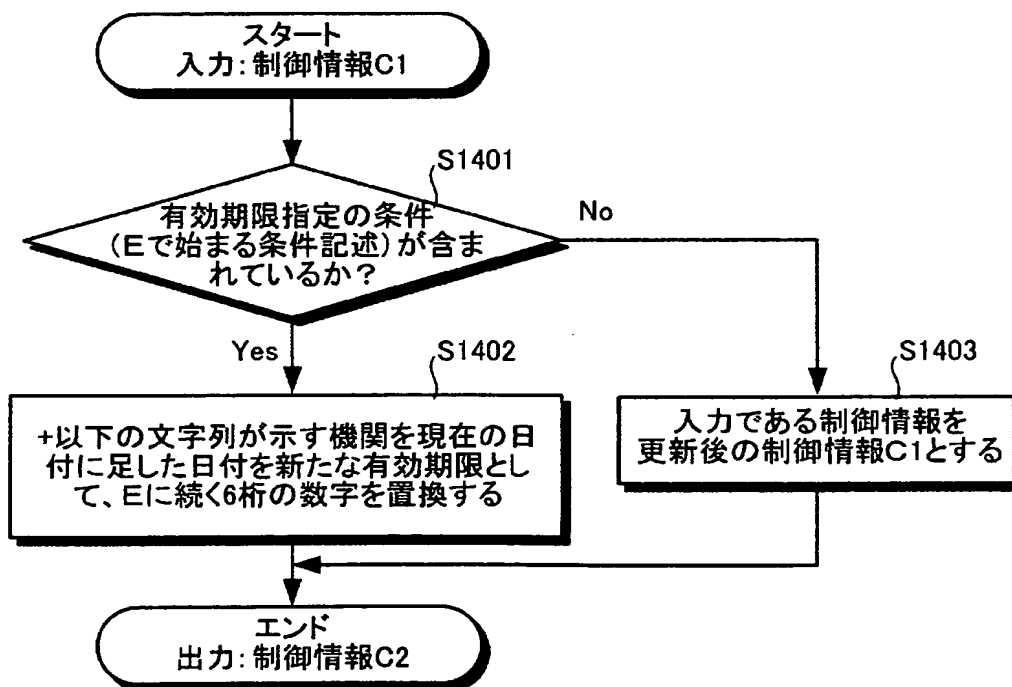 スタート
入力:制御情報C1
S1401
有効期限指定の条件
(Eで始まる条件記述)が含ま
れているか?
No
Yes
S1402
+以下の文字列が示す機関を現在の日
付に足した日付を新たな有効期限とし
て、Eに続く6桁の数字を置換する
S1403
入力である制御情報を
更新後の制御情報C1とする
エンド
出力:制御情報C2